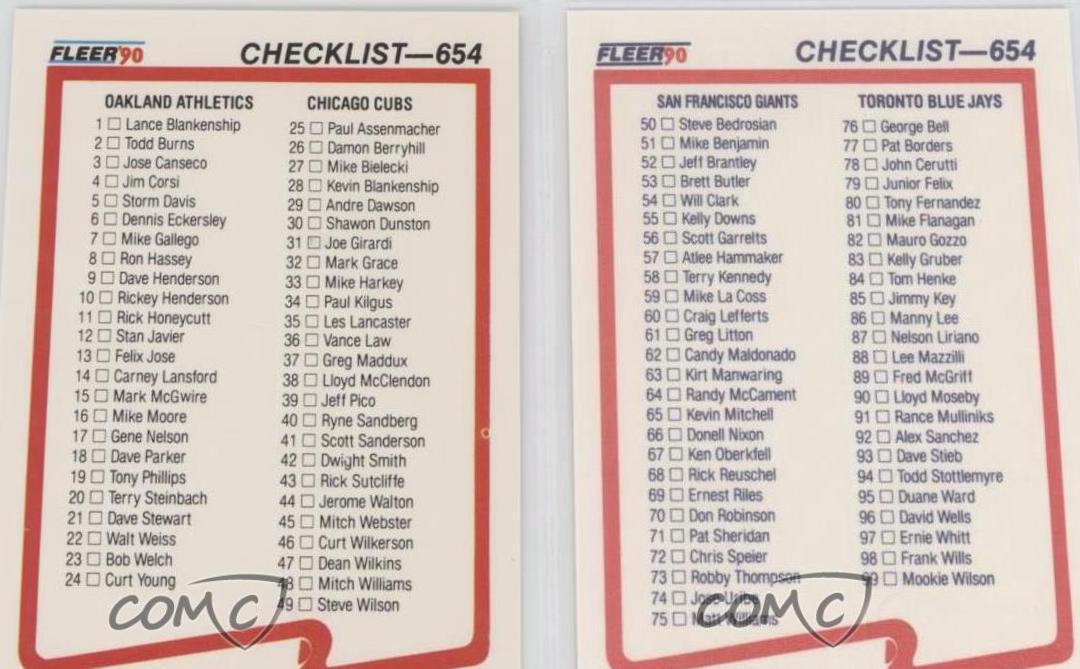 FLEER'90
CHECKLIST—654
OAKLAND ATHLETICS
1 Lance Blankenship
2 Todd Burns
3 Jose Canseco
4 Jim Corsi
5 Storm Davis
6 Dennis Eckersley
7 Mike Gallego
8 Ron Hassey
9 Dave Henderson
10 Rickey Henderson
11 Rick Honeycutt
12 Stan Javier
13 Felix Jose
14 Carney Lansford
15 Mark McGwire
16 Mike Moore
17 Gene Nelson
18 Dave Parker
19 Tony Phillips
20 Terry Steinbach
21 Dave Stewart
22 Walt Weiss
23 Bob Welch
24 Curt Young
CHICAGO CUBS
25 Paul Assenmacher
26 Damon Berryhill
27 Mike Bielecki
28 Kevin Blankenship
29 Andre Dawson
30 Shawon Dunston
31 Joe Girardi
32 Mark Grace
33 Mike Harkey
34 Paul Kilgus
35 Les Lancaster
36 Vance Law
37 Greg Maddux
38 Lloyd McClendon
39 Jeff Pico
40 Ryne Sandberg
41 Scott Sanderson
42 Dwight Smith
43 Rick Sutcliffe
44 Jerome Walton
45 Mitch Webster
46 Curt Wilkerson
47 Dean Wilkins
48 Mitch Williams
49 Steve Wilson
COMC
FLEER'90
CHECKLIST—654
SAN FRANCISCO GIANTS
50 Steve Bedrosian
51 Mike Benjamin
52 Jeff Brantley
53 Brett Butler
54 Will Clark
55 Kelly Downs
56 Scott Garrelts
57 Atlee Hammaker
58 Terry Kennedy
59 Mike La Coss
60 Craig Lefferts
61 Greg Litton
62 Candy Maldonado
63 Kirt Manwaring
64 Randy McCament
65 Kevin Mitchell
66 Donell Nixon
67 Ken Oberkfell
68 Rick Reuschel
69 Ernest Riles
70 Don Robinson
71 Pat Sheridan
72 Chris Speier
73 Robby Thompson
74 Jose Uribe
75 Matt Williams
TORONTO BLUE JAYS
76 George Bell
77 Pat Borders
78 John Cerutti
79 Junior Felix
80 Tony Fernandez
81 Mike Flanagan
82 Mauro Gozzo
83 Kelly Gruber
84 Tom Henke
85 Jimmy Key
86 Manny Lee
87 Nelson Liriano
88 Lee Mazzilli
89 Fred McGriff
90 Lloyd Moseby
91 Rance Mulliniks
92 Alex Sanchez
93 Dave Stieb
94 Todd Stottlemyre
95 Duane Ward
96 David Wells
97 Ernie Whitt
98 Frank Wills
99 Mookie Wilson
COMC